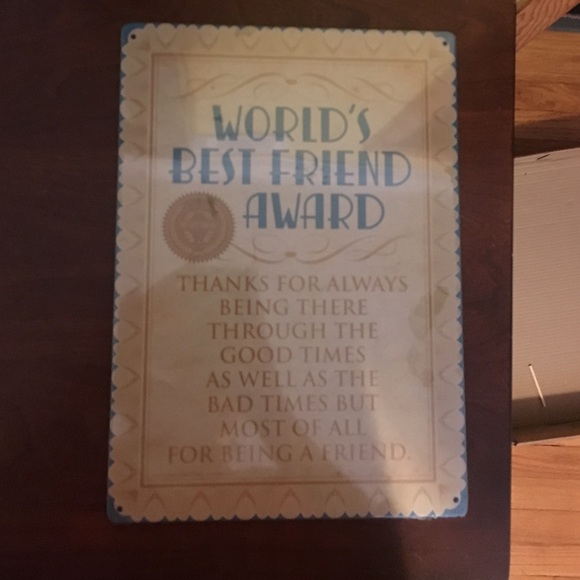 WORLD'S
BEST FRIEND
AWARD
THANKS FOR ALWAYS
BEING THERE
THROUGH THE
GOOD TIMES
AS WELL AS THE
BAD TIMES BUT
MOST OF ALL
FOR BEING A FRIEND.